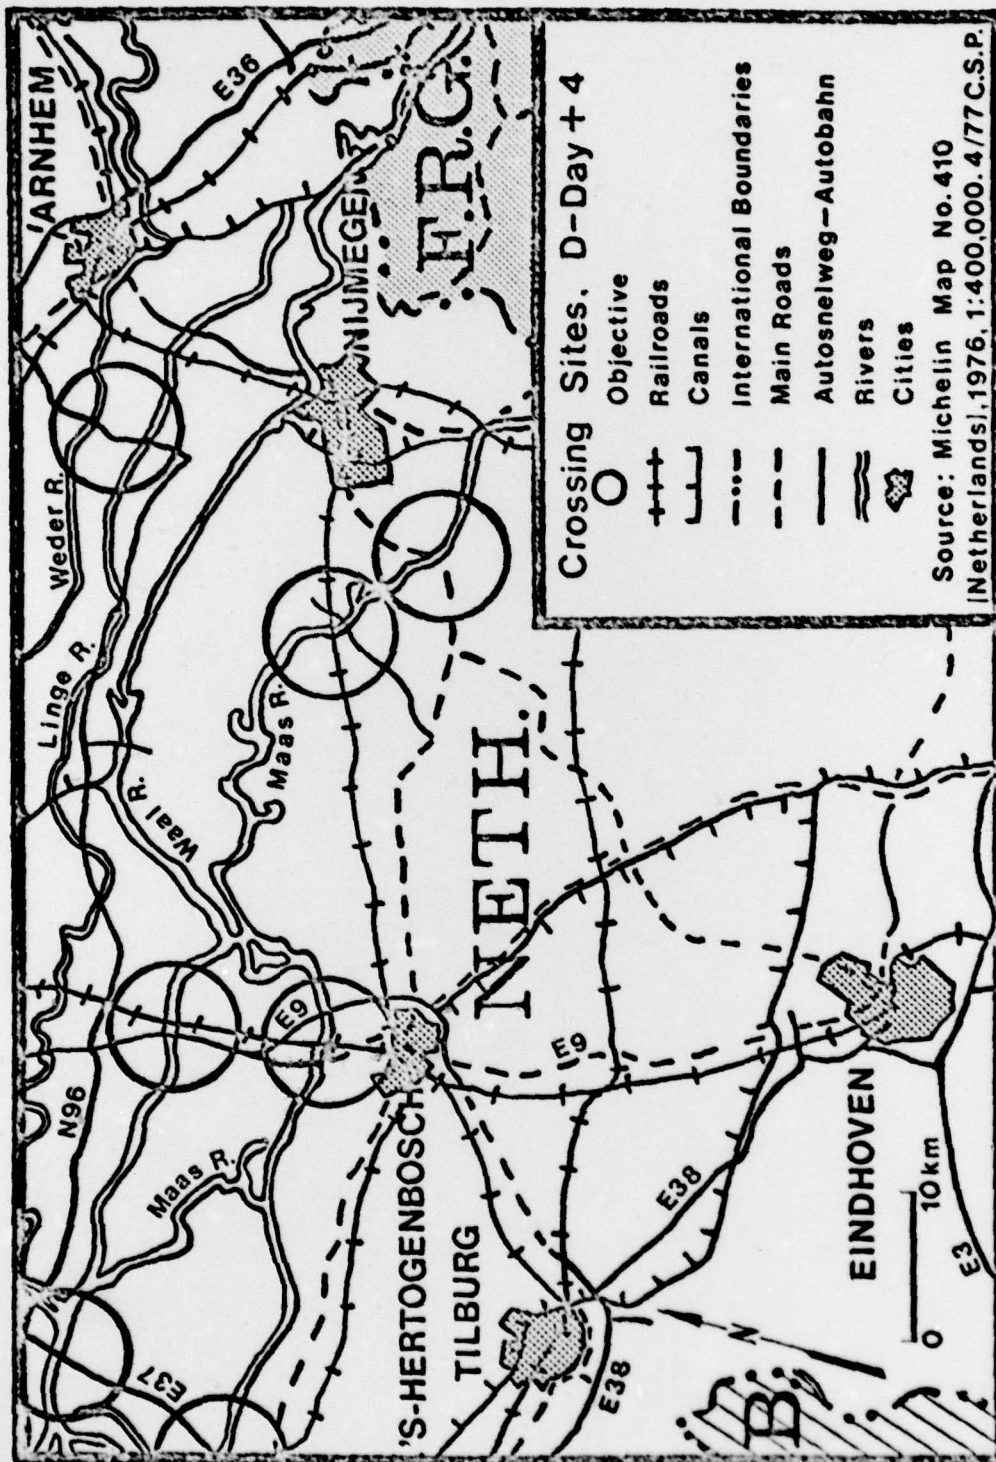 ARNHEM
E36
Weder R.
Linge R.
NIJMEGEN
F.R.G.
Waal R.
Maas R.
N96
E9
Maas R.
E37
'S-HERTOGENBOSCH
NETH.
TILBURG
E9
E38
E38
EINDHOVEN
E3
N
B
0 10km
Crossing Sites, D-Day + 4
Objective
Railroads
Canals
International Boundaries
Main Roads
Autosnelweg-Autobahn
Rivers
Cities
Source: Michelin Map No. 410
(Netherlands), 1976, 1:400,000. 4/77 C.S.P.